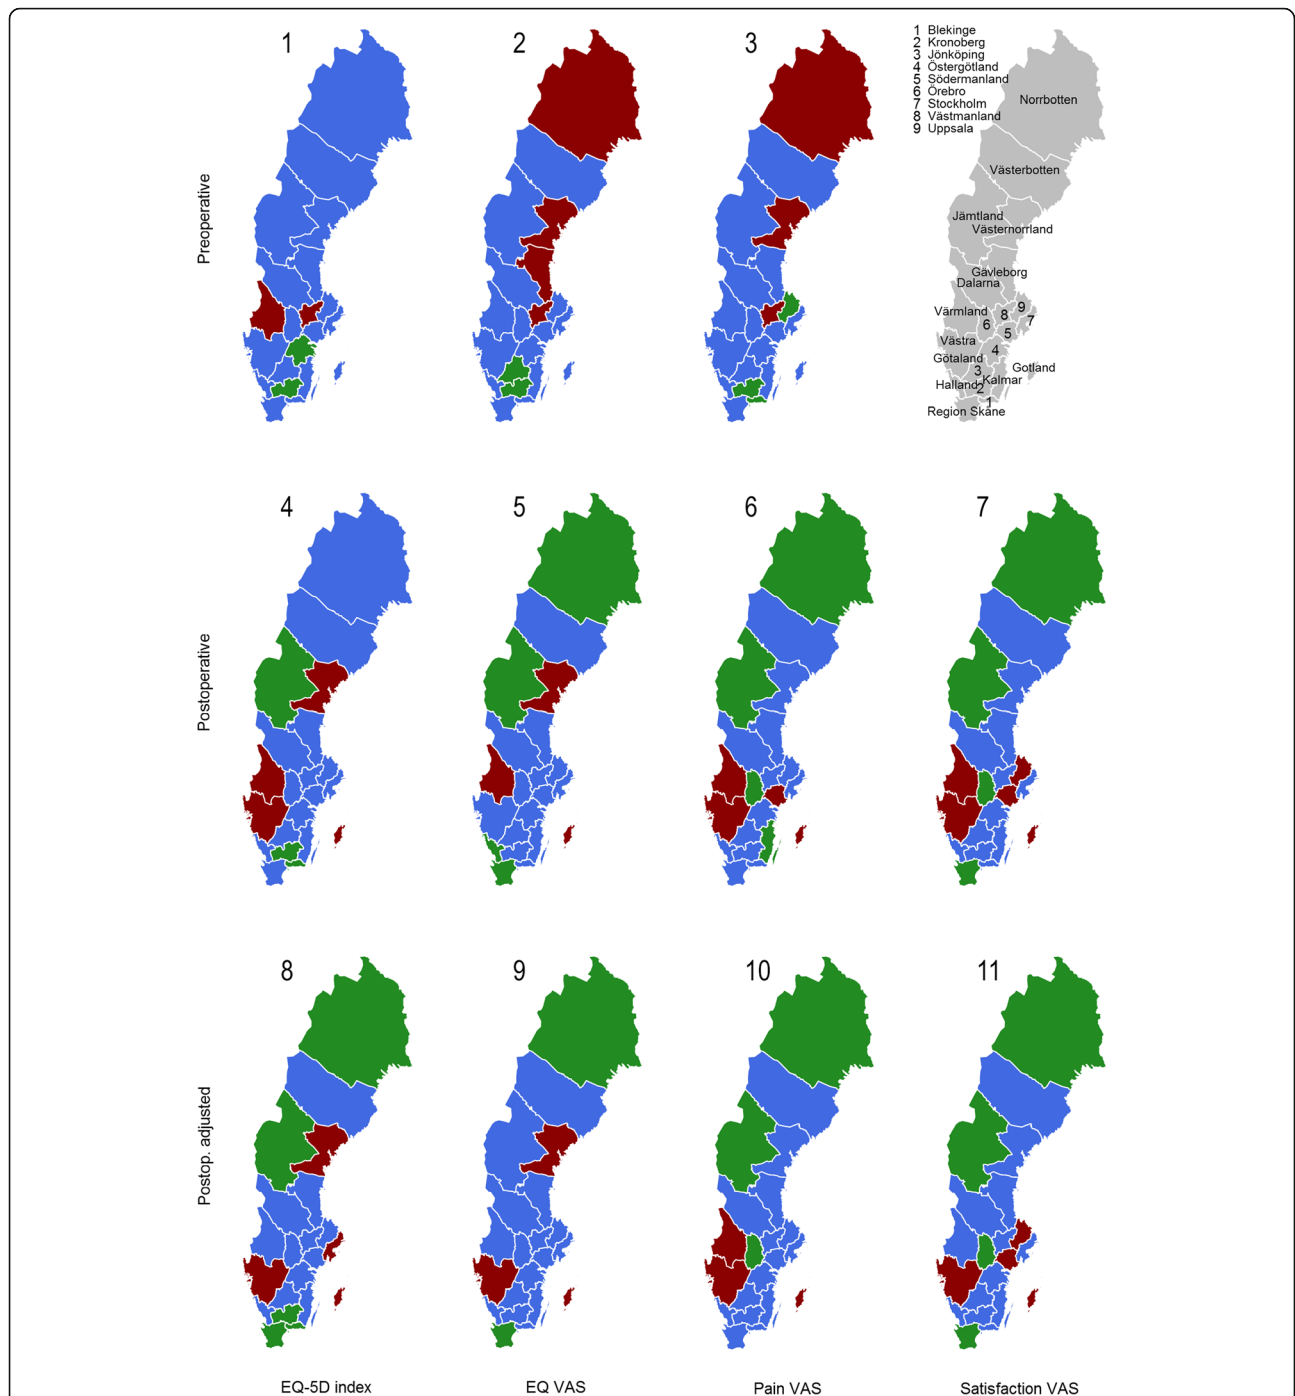 1
2
3
1 Blekinge
2 Kronoberg
3 Jönköping
4 Östergötland
5 Södermanland
6 Örebro
7 Stockholm
8 Västmanland
9 Uppsala
Norrbotten
Västerbotten
Jämtland
Västernorrland
Gävleborg
Dalarna
Värmland
9
8
7
6
5
Västra
4
Götaland
Gotland
3
Kalmar
Halland
2
1
Region Skåne
Preoperative
4
5
6
7
Postoperative
8
9
10
11
Postop. adjusted
EQ-5D index
EQ VAS
Pain VAS
Satisfaction VAS